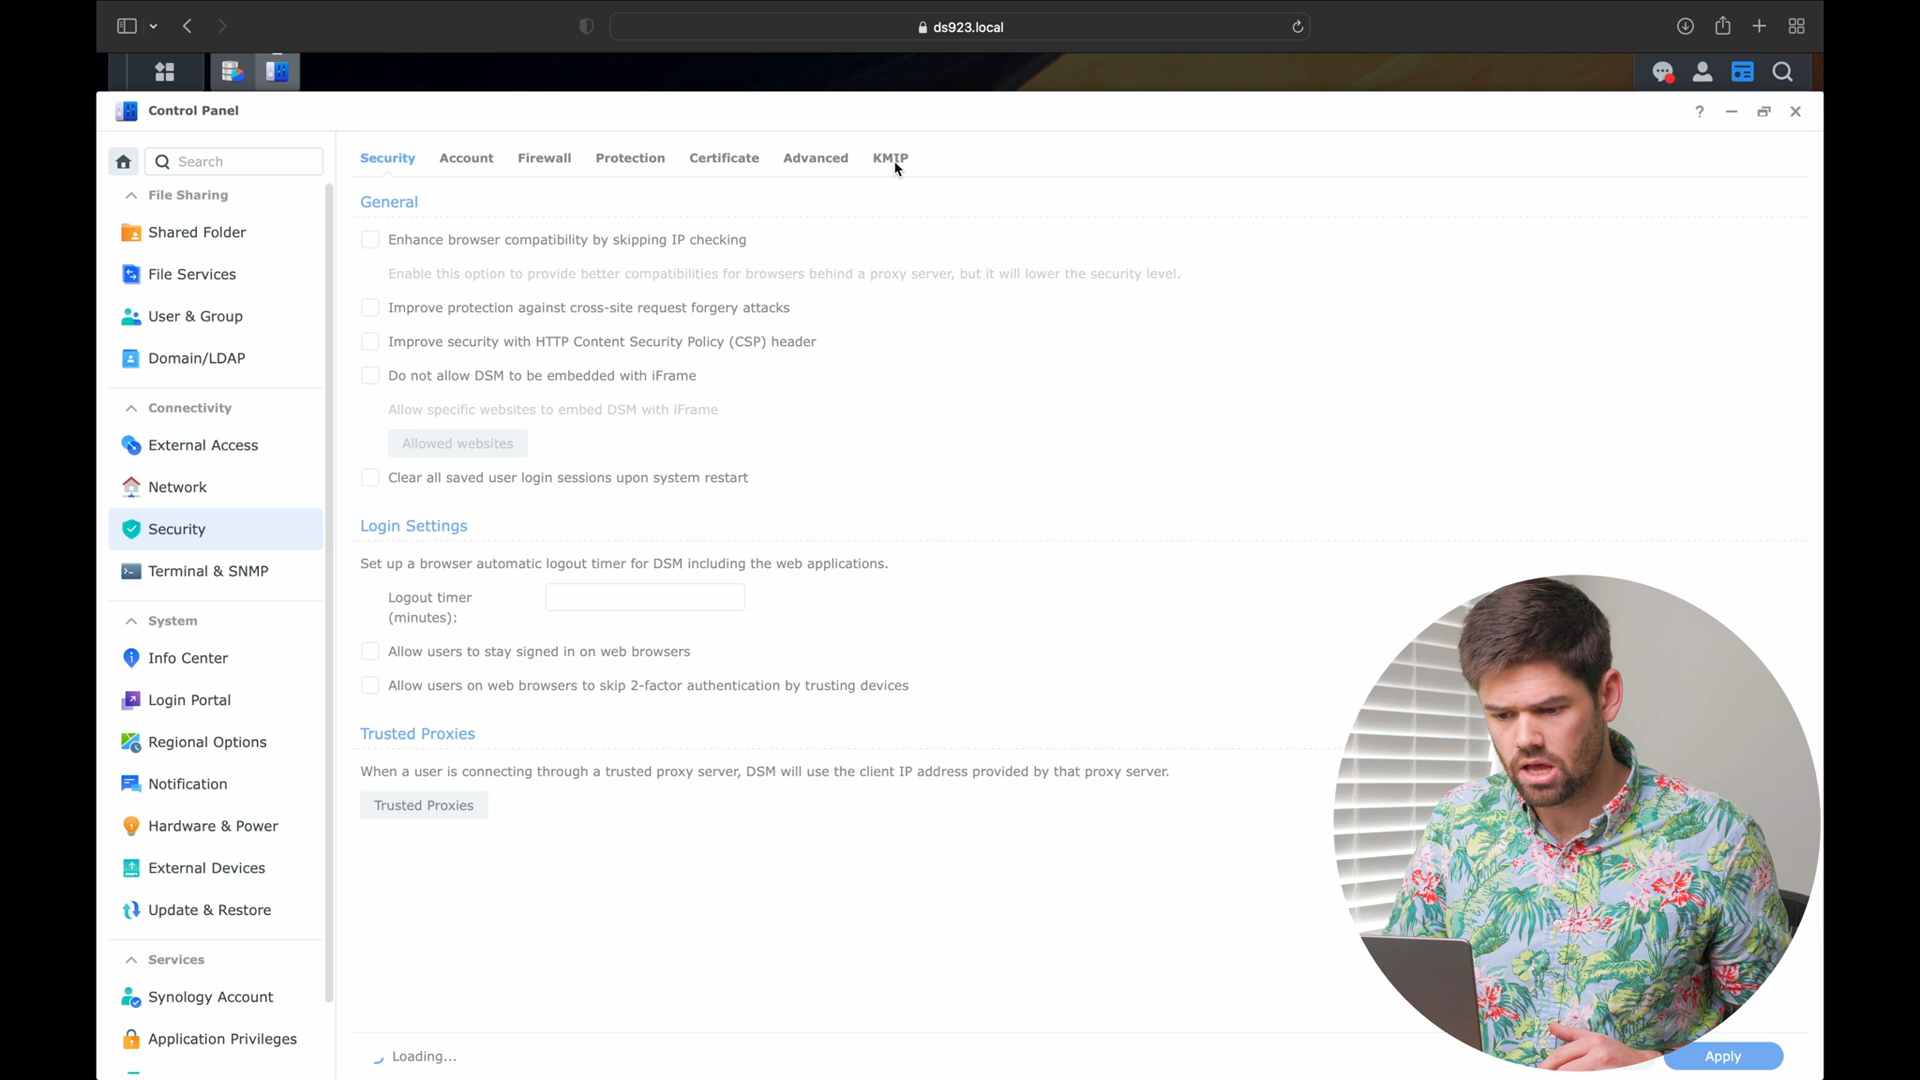 ds923.local
Control Panel
?
Search
Security Account Firewall Protection Certificate Advanced KMIP
File Sharing
Shared Folder
File Services
User & Group
Domain/LDAP
Connectivity
External Access
Network
Security
Terminal & SNMP
System
Info Center
Login Portal
Regional Options
Notification
Hardware & Power
External Devices
Update & Restore
Services
Synology Account
Application Privileges
General
Enhance browser compatibility by skipping IP checking
Enable this option to provide better compatibilities for browsers behind a proxy server, but it will lower the security level.
Improve protection against cross-site request forgery attacks
Improve security with HTTP Content Security Policy (CSP) header
Do not allow DSM to be embedded with iFrame
Allow specific websites to embed DSM with iFrame
Allowed websites
Clear all saved user login sessions upon system restart
Login Settings
Set up a browser automatic logout timer for DSM including the web applications.
Logout timer
(minutes):
Allow users to stay signed in on web browsers
Allow users on web browsers to skip 2-factor authentication by trusting devices
Trusted Proxies
When a user is connecting through a trusted proxy server, DSM will use the client IP address provided by that proxy server.
Trusted Proxies
Loading...
Apply